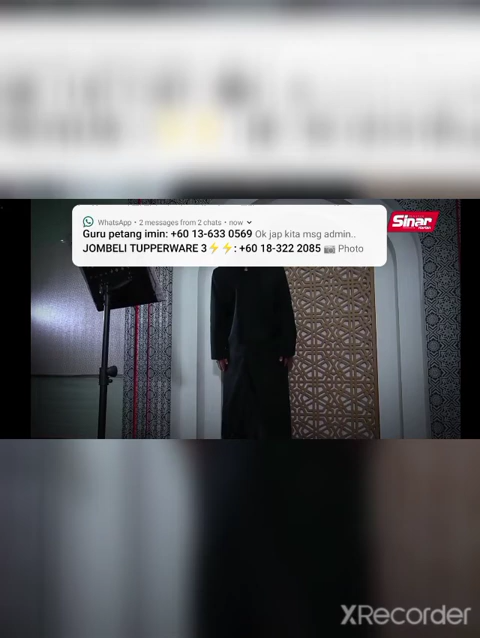 WhatsApp • 2 messages from 2 chats • now
Guru petang imin: +60 13-633 0569 Ok jap kita msg admin..
JOMBELI TUPPERWARE 3⚡⚡: +60 18-322 2085 📷 Photo
Sinar
XRecorder